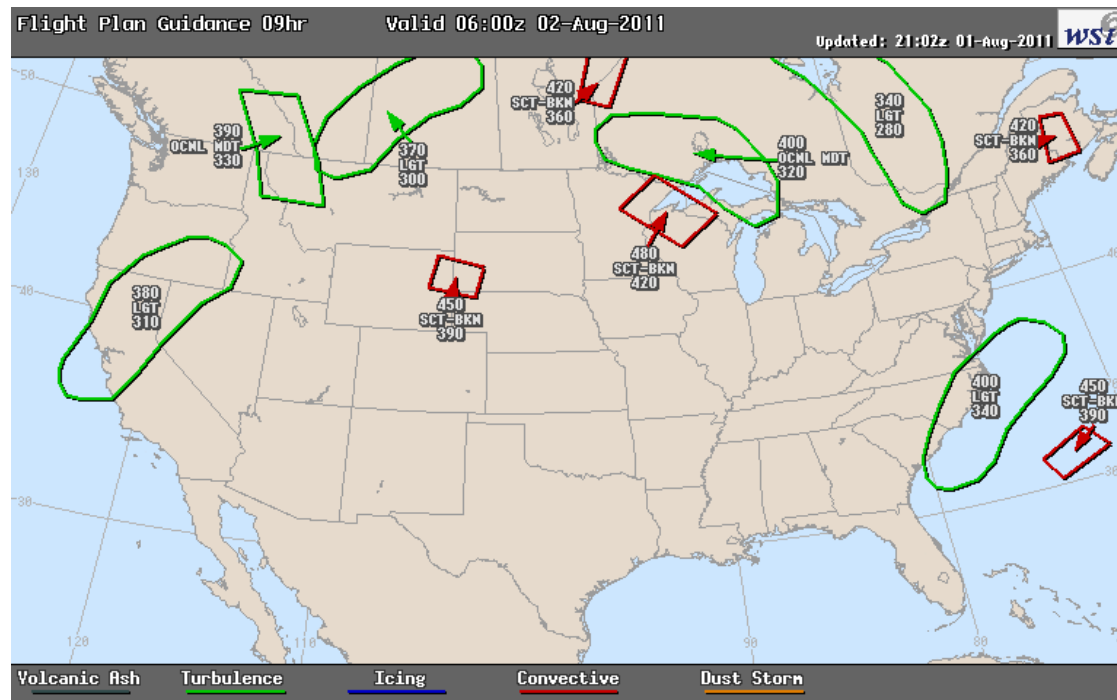 Flight Plan Guidance 09hr
Valid 06:00z 02-Aug-2011
Updated: 21:02z 01-Aug-2011
wsi
50
420
SCT-BKN
360
340
LGT
280
420
SCT-BKN
360
390
OCNL MDT
330
370
LGT
300
400
OCNL MDT
320
130
480
SCT-BKN
420
40
380
LGT
310
450
SCT-BKN
390
400
LGT
340
450
SCT-BKN
390
30
120
110
90
80
Volcanic Ash
Turbulence
Icing
Convective
Dust Storm